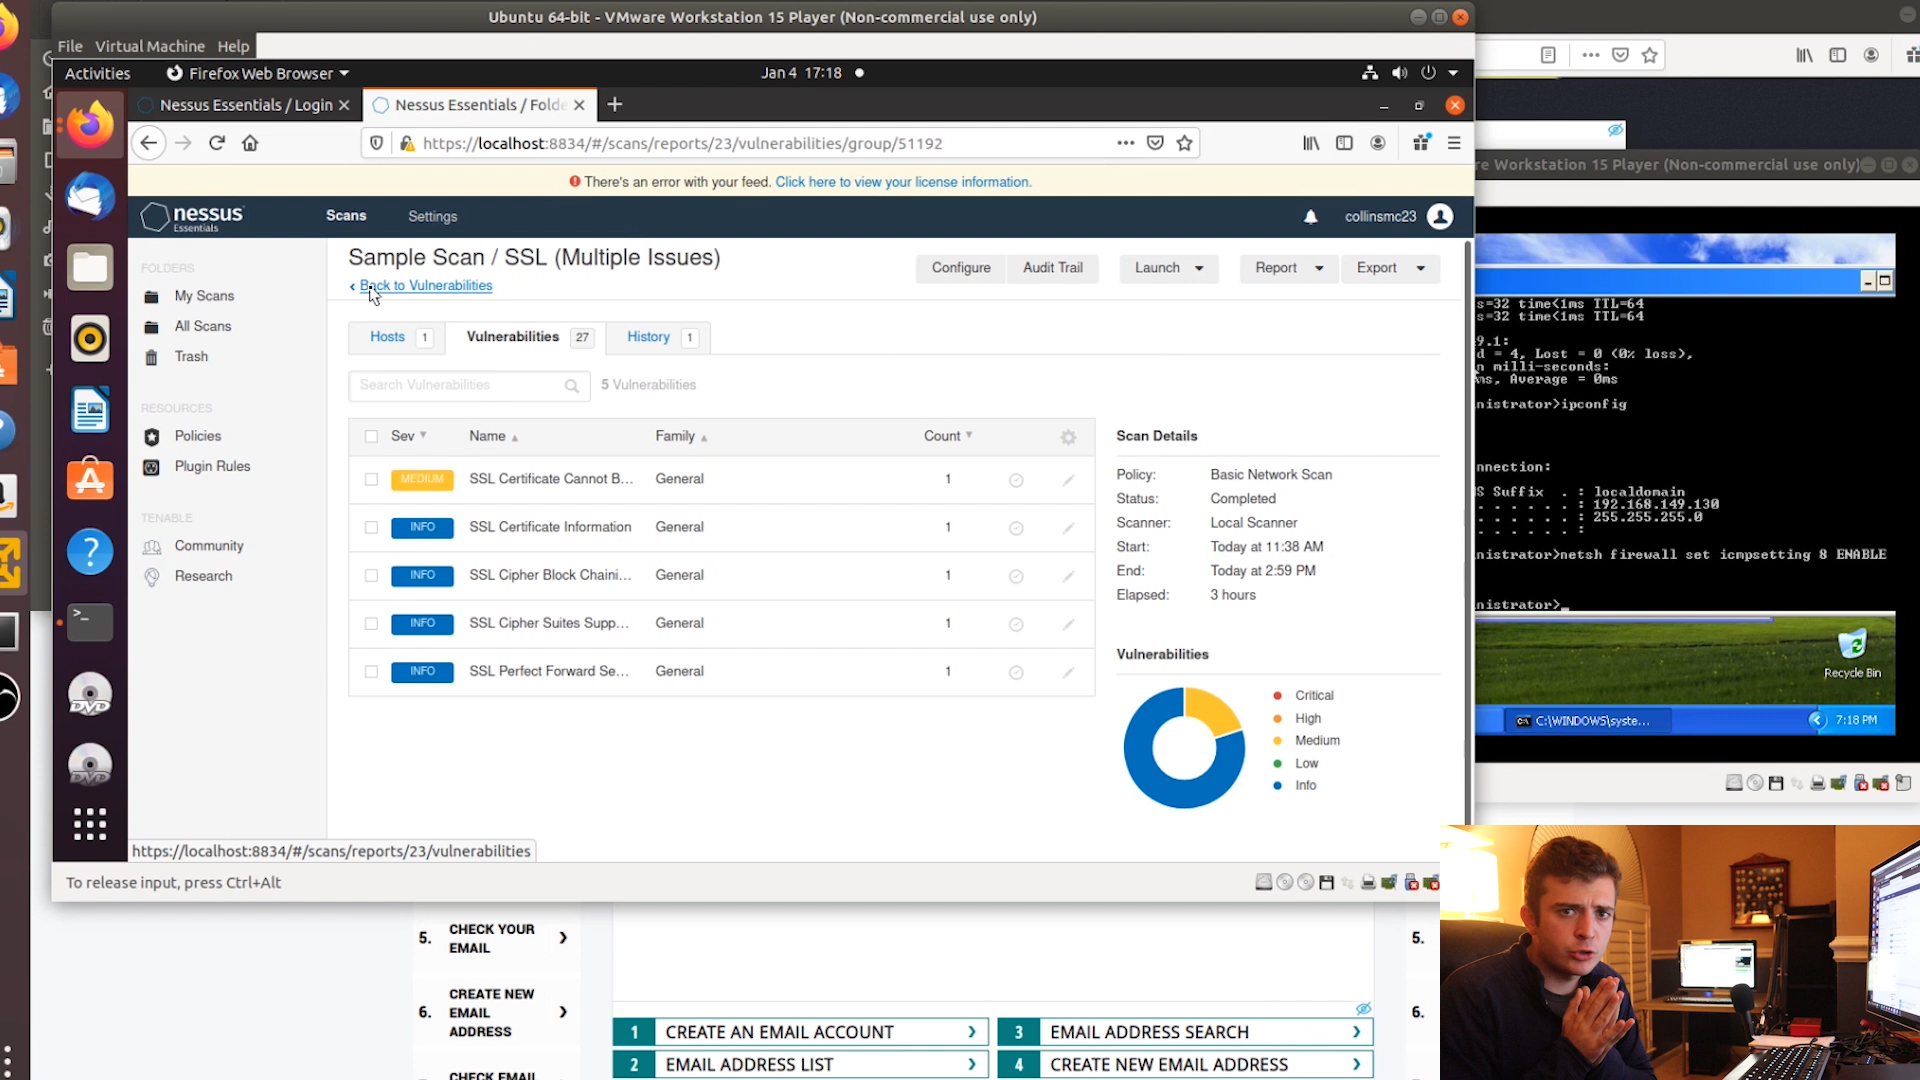 Ubuntu 64-bit - VMware Workstation 15 Player (Non-commercial use only)
File Virtual Machine Help
Activities Firefox Web Browser Jan 4 17:18
Nessus Essentials / Login Nessus Essentials / Folde
https://localhost:8834/#/scans/reports/23/vulnerabilities/group/51192
There's an error with your feed. Click here to view your license information.
nessus Essentials Scans Settings collinsmc23
FOLDERS
My Scans
All Scans
Trash
RESOURCES
Policies
Plugin Rules
TENABLE
Community
Research
Sample Scan / SSL (Multiple Issues)
Back to Vulnerabilities
Configure Audit Trail Launch Report Export
Hosts 1 Vulnerabilities 27 History 1
Search Vulnerabilities 5 Vulnerabilities
Sev Name Family Count
MEDIUM SSL Certificate Cannot B... General 1
INFO SSL Certificate Information General 1
INFO SSL Cipher Block Chaini... General 1
INFO SSL Cipher Suites Supp... General 1
INFO SSL Perfect Forward Se... General 1
Scan Details
Policy: Basic Network Scan
Status: Completed
Scanner: Local Scanner
Start: Today at 11:38 AM
End: Today at 2:59 PM
Elapsed: 3 hours
Vulnerabilities
Critical
High
Medium
Low
Info
https://localhost:8834/#/scans/reports/23/vulnerabilities
To release input, press Ctrl+Alt
re Workstation 15 Player (Non-commercial use only)
s=32 time<1ms TTL=64
s=32 time<1ms TTL=64
9.1:
d = 4, Lost = 0 (0% loss),
n milli-seconds:
ms, Average = 0ms
nistrator>ipconfig
nnection:
S Suffix . : localdomain
. . . . . . : 192.168.149.130
. . . . . . : 255.255.255.0
. . . . . . :
nistrator>netsh firewall set icmpsetting 8 ENABLE
nistrator>_
Recycle Bin
C:\WINDOWS\syste... 7:18 PM
5. CHECK YOUR
EMAIL
6. CREATE NEW
EMAIL
ADDRESS
CHECK EMAIL
1 CREATE AN EMAIL ACCOUNT
2 EMAIL ADDRESS LIST
3 EMAIL ADDRESS SEARCH
4 CREATE NEW EMAIL ADDRESS
5.
6.